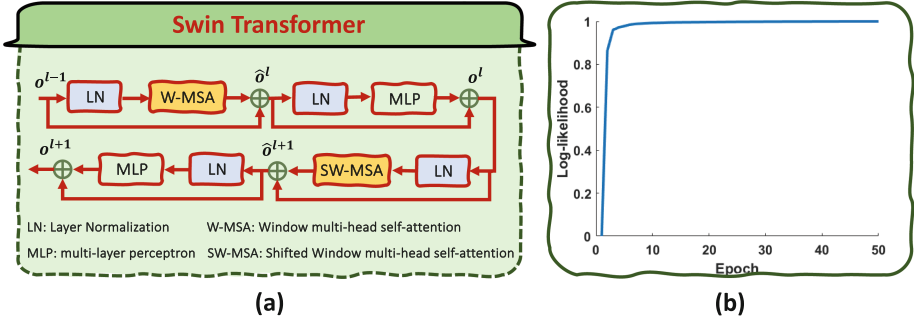 Swin Transformer
o^{l-1} ô^l o^l
LN W-MSA LN MLP
o^{l+1} ô^{l+1}
MLP LN SW-MSA LN
LN: Layer Normalization W-MSA: Window multi-head self-attention
MLP: multi-layer perceptron SW-MSA: Shifted Window multi-head self-attention
(a)
Log-likelihood
1
0.8
0.6
0.4
0.2
0
0 10 20 30 40 50
Epoch
(b)